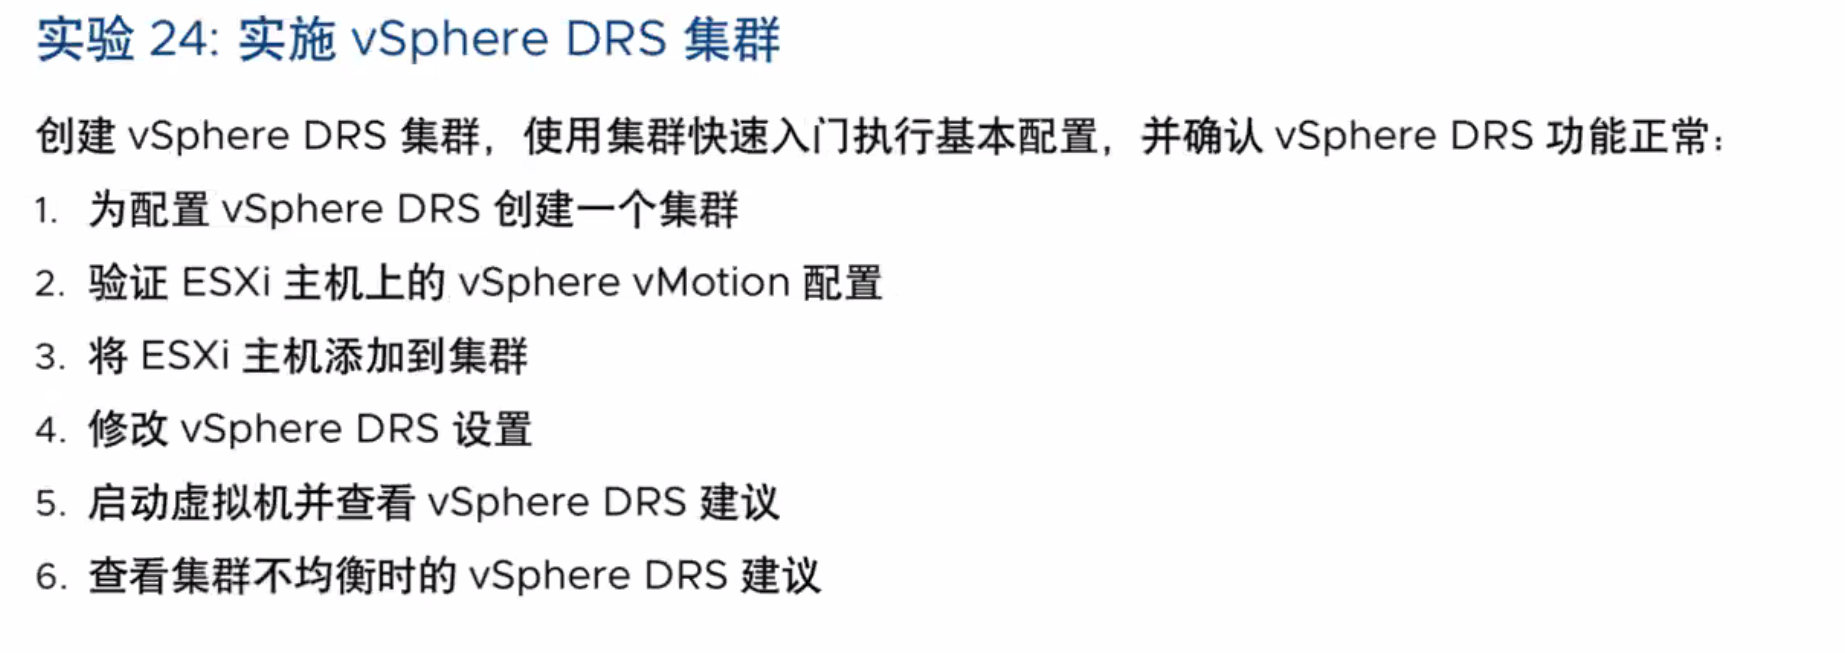 实验 24: 实施 vSphere DRS 集群
创建 vSphere DRS 集群，使用集群快速入门执行基本配置，并确认 vSphere DRS 功能正常：
1. 为配置 vSphere DRS 创建一个集群
2. 验证 ESXi 主机上的 vSphere vMotion 配置
3. 将 ESXi 主机添加到集群
4. 修改 vSphere DRS 设置
5. 启动虚拟机并查看 vSphere DRS 建议
6. 查看集群不均衡时的 vSphere DRS 建议